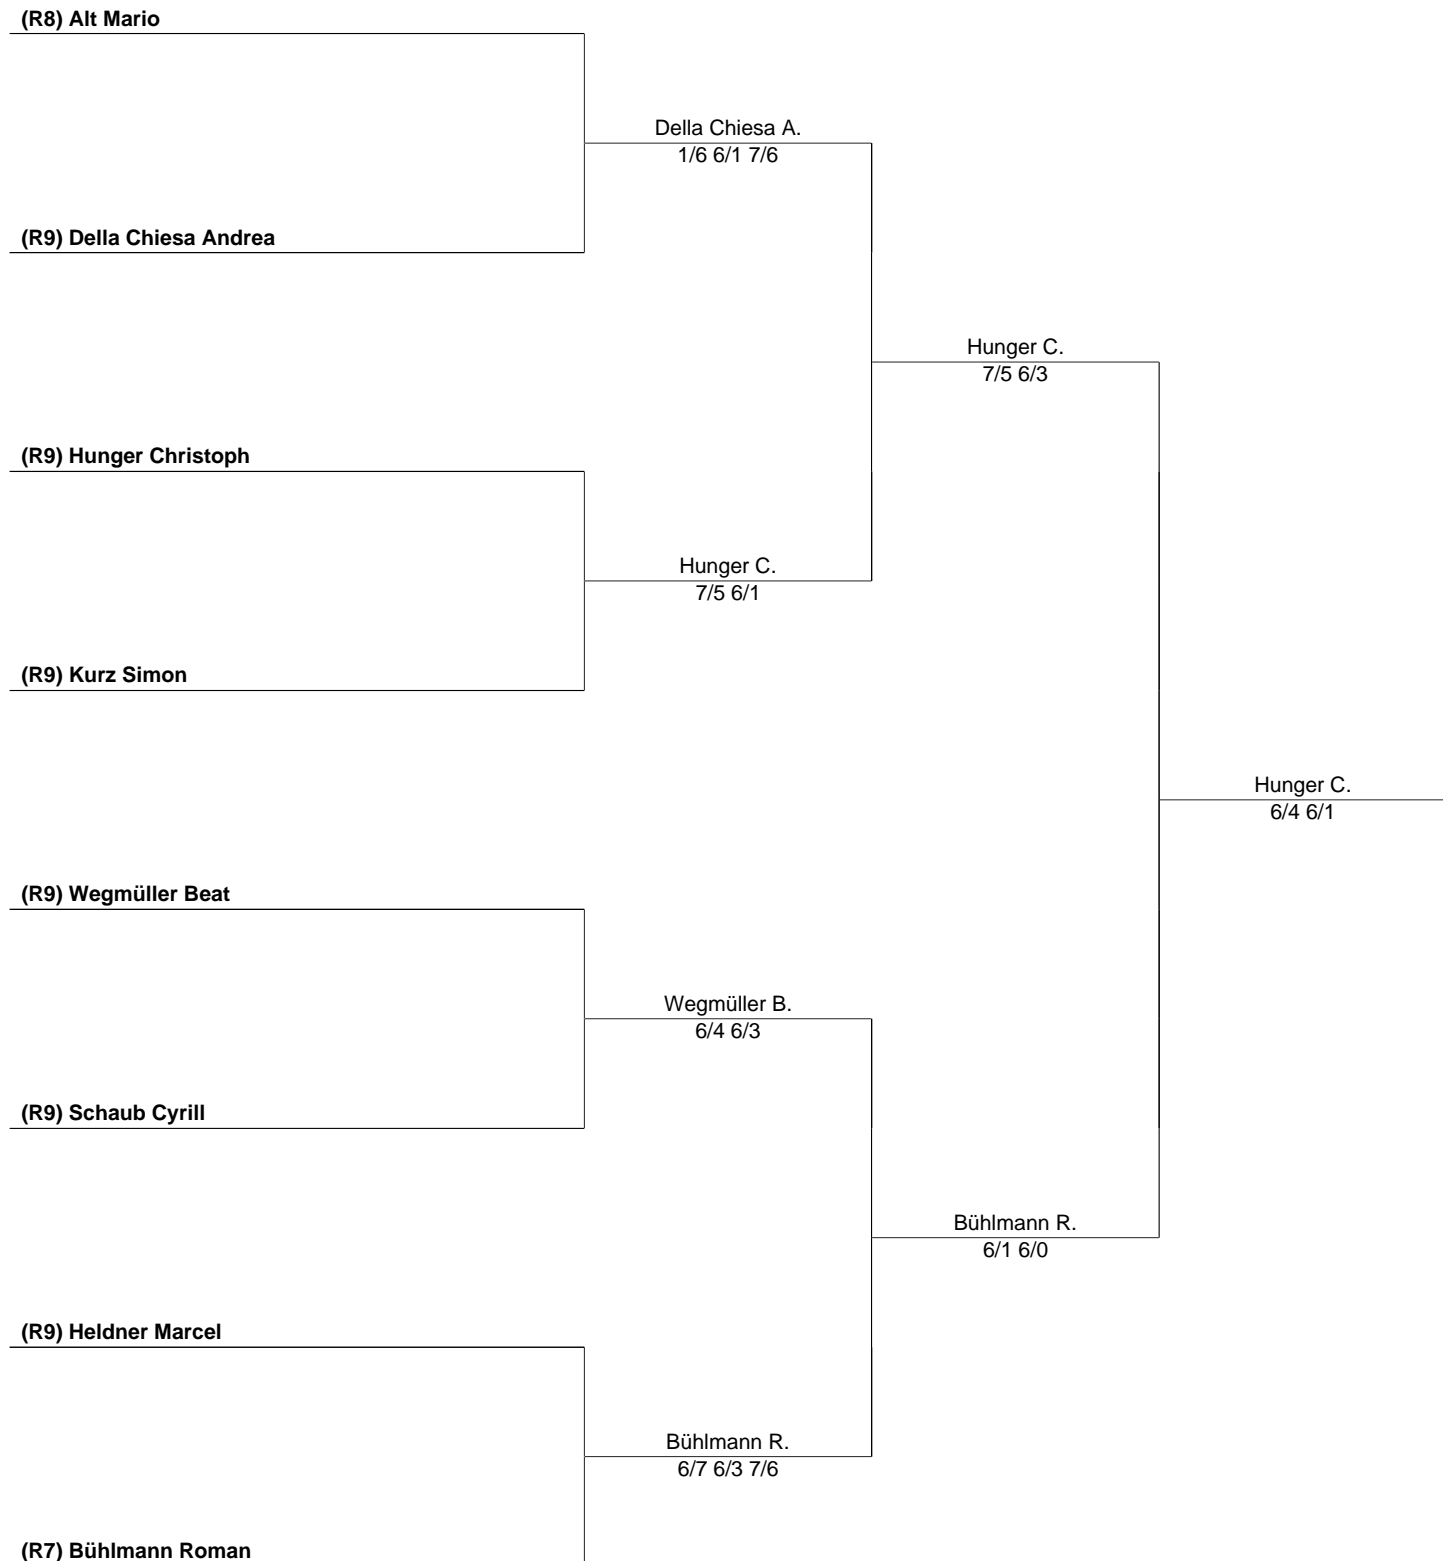 (R8) Alt Mario
Della Chiesa A.
1/6 6/1 7/6
(R9) Della Chiesa Andrea
Hunger C.
7/5 6/3
(R9) Hunger Christoph
Hunger C.
7/5 6/1
(R9) Kurz Simon
Hunger C.
6/4 6/1
(R9) Wegmüller Beat
Wegmüller B.
6/4 6/3
(R9) Schaub Cyrill
Bühlmann R.
6/1 6/0
(R9) Heldner Marcel
Bühlmann R.
6/7 6/3 7/6
(R7) Bühlmann Roman